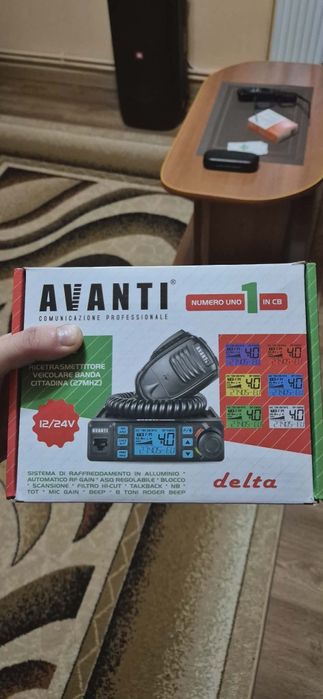 AVANTI®
COMUNICAZIONE PROFESSIONALE
NUMERO UNO 1 IN CB
RICETRASMETTITORE
VEICOLARE BANDA
CITTADINA (27MHZ)
12/24V
AVANTI
4.0
SISTEMA DI RAFFREDDAMENTO IN ALLUMINIO *
AUTOMATICO RF GAIN * ASQ REGOLABILE * BLOCCO
* SCANSIONE * FILTRO HI-CUT * TALKBACK * NB *
TOT * MIC GAIN * BEEP * 6 TONI ROGER BEEP
delta